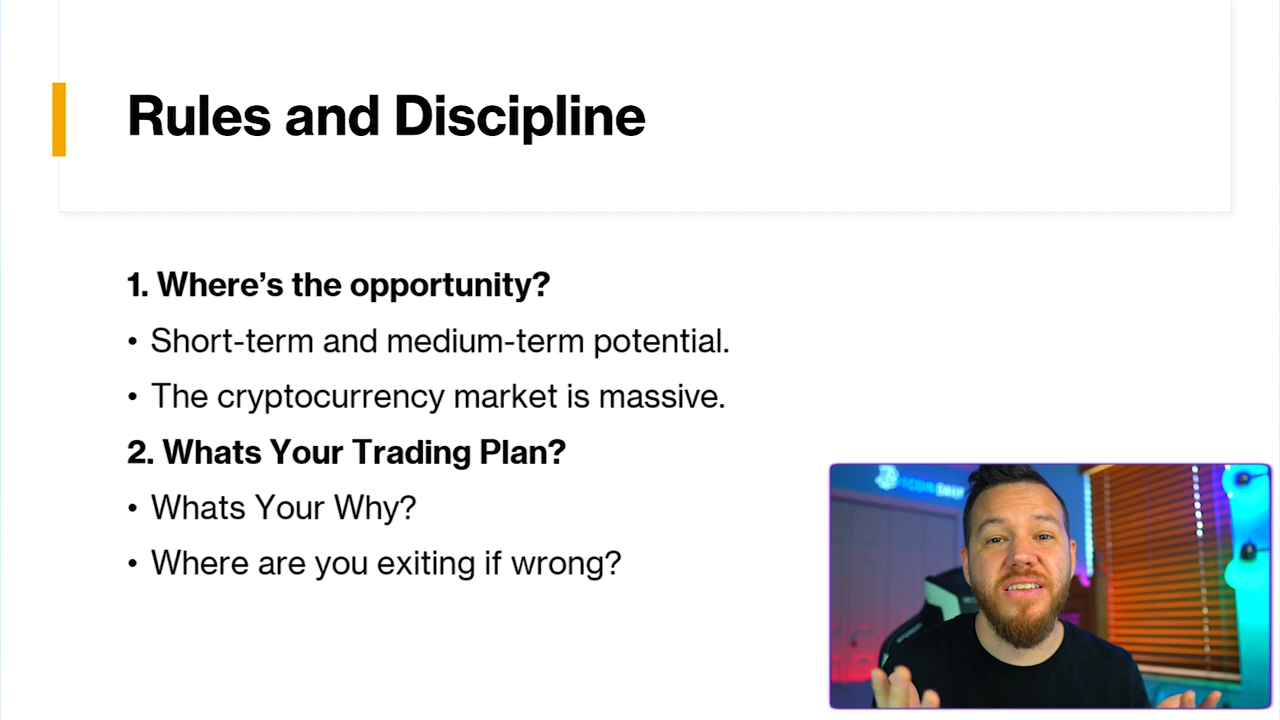 Rules and Discipline
1. Where’s the opportunity?
• Short-term and medium-term potential.
• The cryptocurrency market is massive.
2. Whats Your Trading Plan?
• Whats Your Why?
• Where are you exiting if wrong?